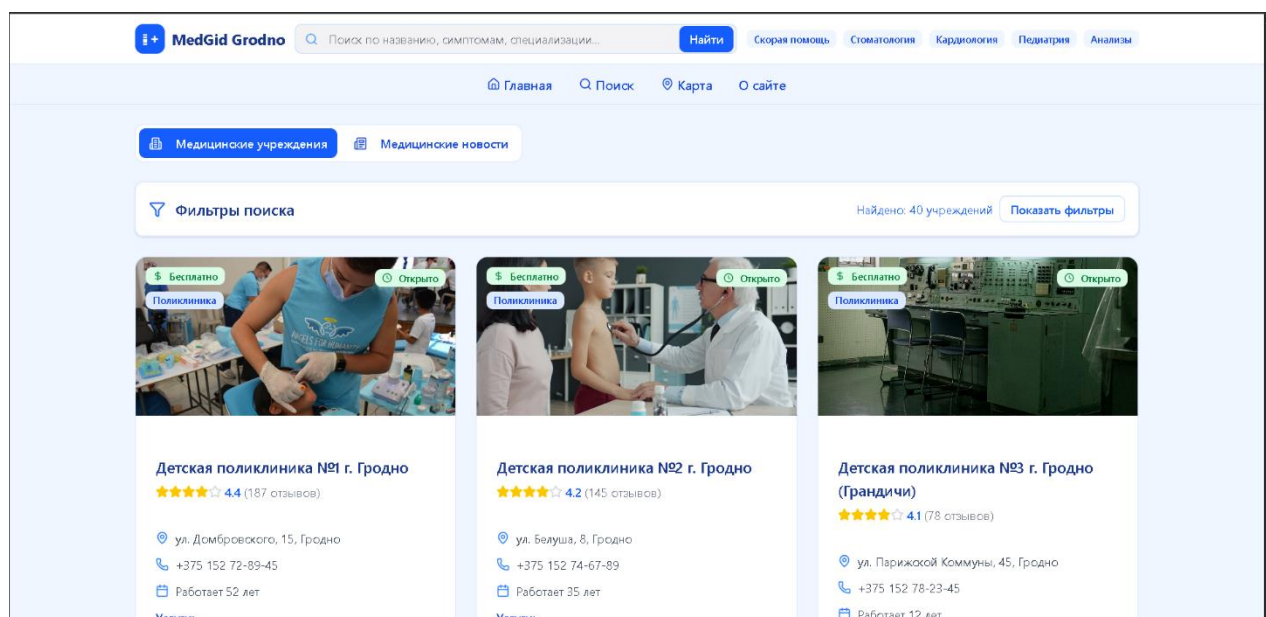 MedGid Grodno
Поиск по названию, симптомам, специализации...
Найти
Скорая помощь
Стоматология
Кардиология
Педиатрия
Анализы
Главная
Поиск
Карта
О сайте
Медицинские учреждения
Медицинские новости
Фильтры поиска
Найдено: 40 учреждений
Показать фильтры
$ Бесплатно
Открыто
Поликлиника
Детская поликлиника №1 г. Гродно
4.4 (187 отзывов)
ул. Домбровского, 15, Гродно
+375 152 72-89-45
Работает 52 лет
$ Бесплатно
Открыто
Поликлиника
Детская поликлиника №2 г. Гродно
4.2 (145 отзывов)
ул. Белуша, 8, Гродно
+375 152 74-67-89
Работает 35 лет
$ Бесплатно
Открыто
Поликлиника
Детская поликлиника №3 г. Гродно
(Грандичи)
4.1 (78 отзывов)
ул. Парижской Коммуны, 45, Гродно
+375 152 78-23-45
Работает 12 лет